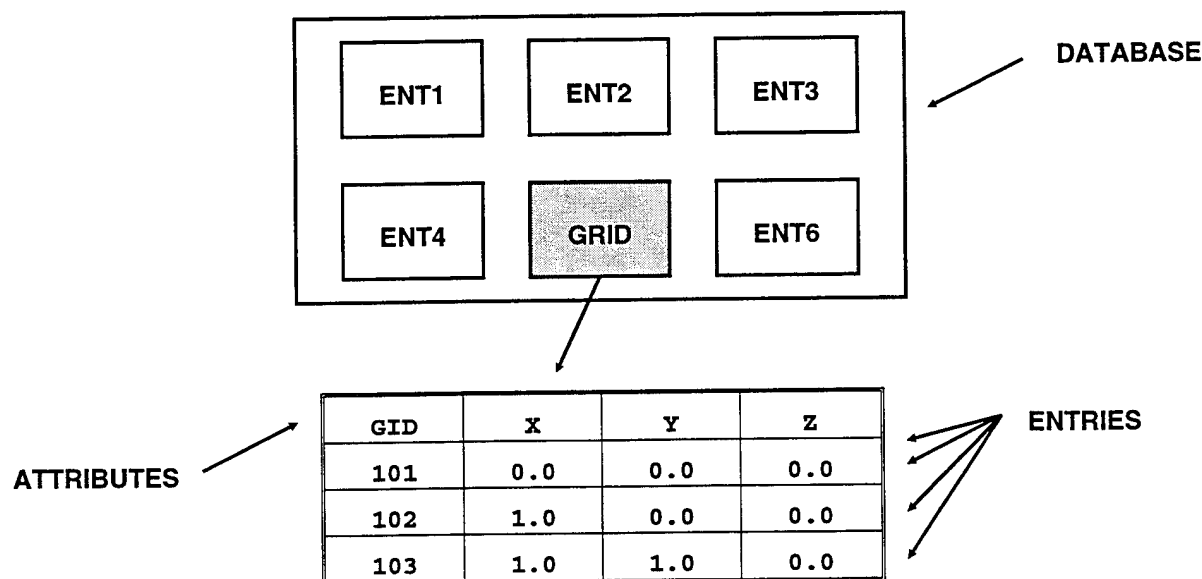 DATABASE
ENT1 ENT2 ENT3
ENT4 GRID ENT6
ATTRIBUTES
ENTRIES
GID X Y Z
101 0.0 0.0 0.0
102 1.0 0.0 0.0
103 1.0 1.0 0.0